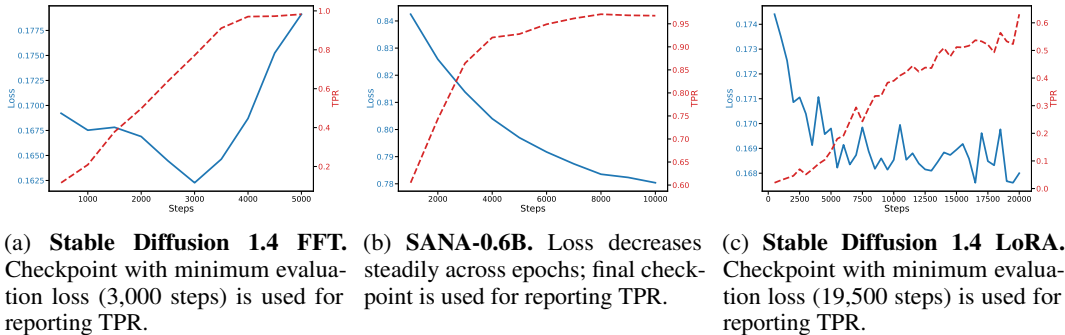 0.1775
0.1750
0.1725
0.1700
0.1675
0.1650
0.1625
Loss
1.0
0.8
0.6
0.4
0.2
TPR
1000 2000 3000 4000 5000
Steps
0.84
0.83
0.82
0.81
0.80
0.79
0.78
Loss
0.95
0.90
0.85
0.80
0.75
0.70
0.65
0.60
TPR
2000 4000 6000 8000 10000
Steps
0.174
0.173
0.172
0.171
0.170
0.169
0.168
Loss
0.6
0.5
0.4
0.3
0.2
0.1
0.0
TPR
0 2500 5000 7500 10000 12500 15000 17500 20000
Steps
(a) Stable Diffusion 1.4 FFT.
Checkpoint with minimum evalua-
tion loss (3,000 steps) is used for
reporting TPR.
(b) SANA-0.6B. Loss decreases
steadily across epochs; final check-
point is used for reporting TPR.
(c) Stable Diffusion 1.4 LoRA.
Checkpoint with minimum evalua-
tion loss (19,500 steps) is used for
reporting TPR.